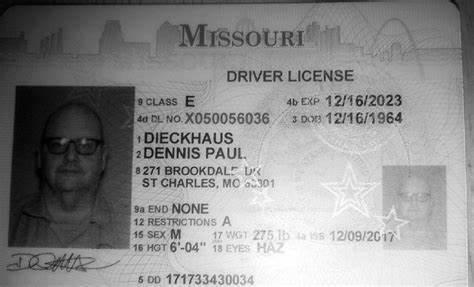 MISSOURI
DRIVER LICENSE
9 CLASS E 4b EXP 12/16/2023
4d DL NO. X050056036 3 DOB 12/16/1964
1 DIECKHAUS
2 DENNIS PAUL
8 271 BROOKDALE DR
ST CHARLES, MO 63301
9a END NONE
12 RESTRICTIONS A
15 SEX M 17 WGT 275 lb 4a ISS 12/09/2017
16 HGT 6'-04" 18 EYES HAZ
5 DD 171733430034